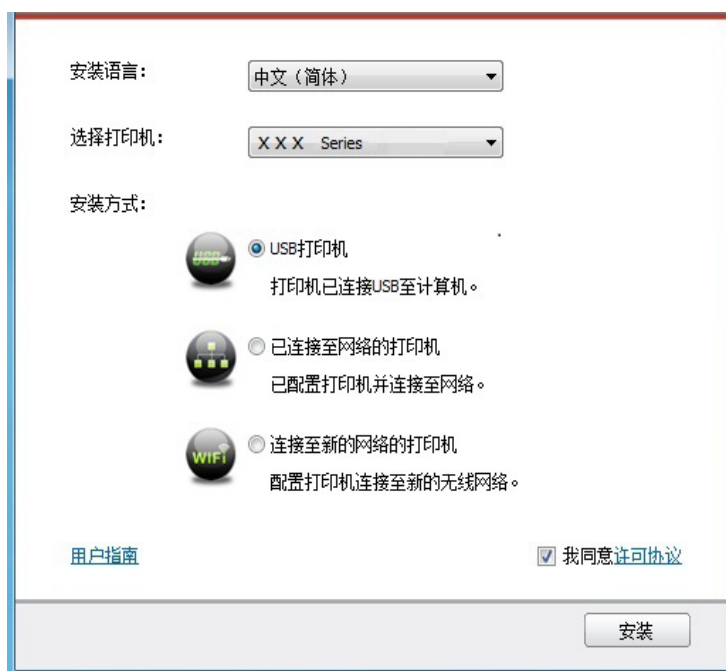 安装语言：
中文（简体）
选择打印机：
X X X Series
安装方式：
USB
USB打印机
打印机已连接USB至计算机。
已连接至网络的打印机
已配置打印机并连接至网络。
WiFi
连接至新的网络的打印机
配置打印机连接至新的无线网络。
用户指南
我同意许可协议
安装